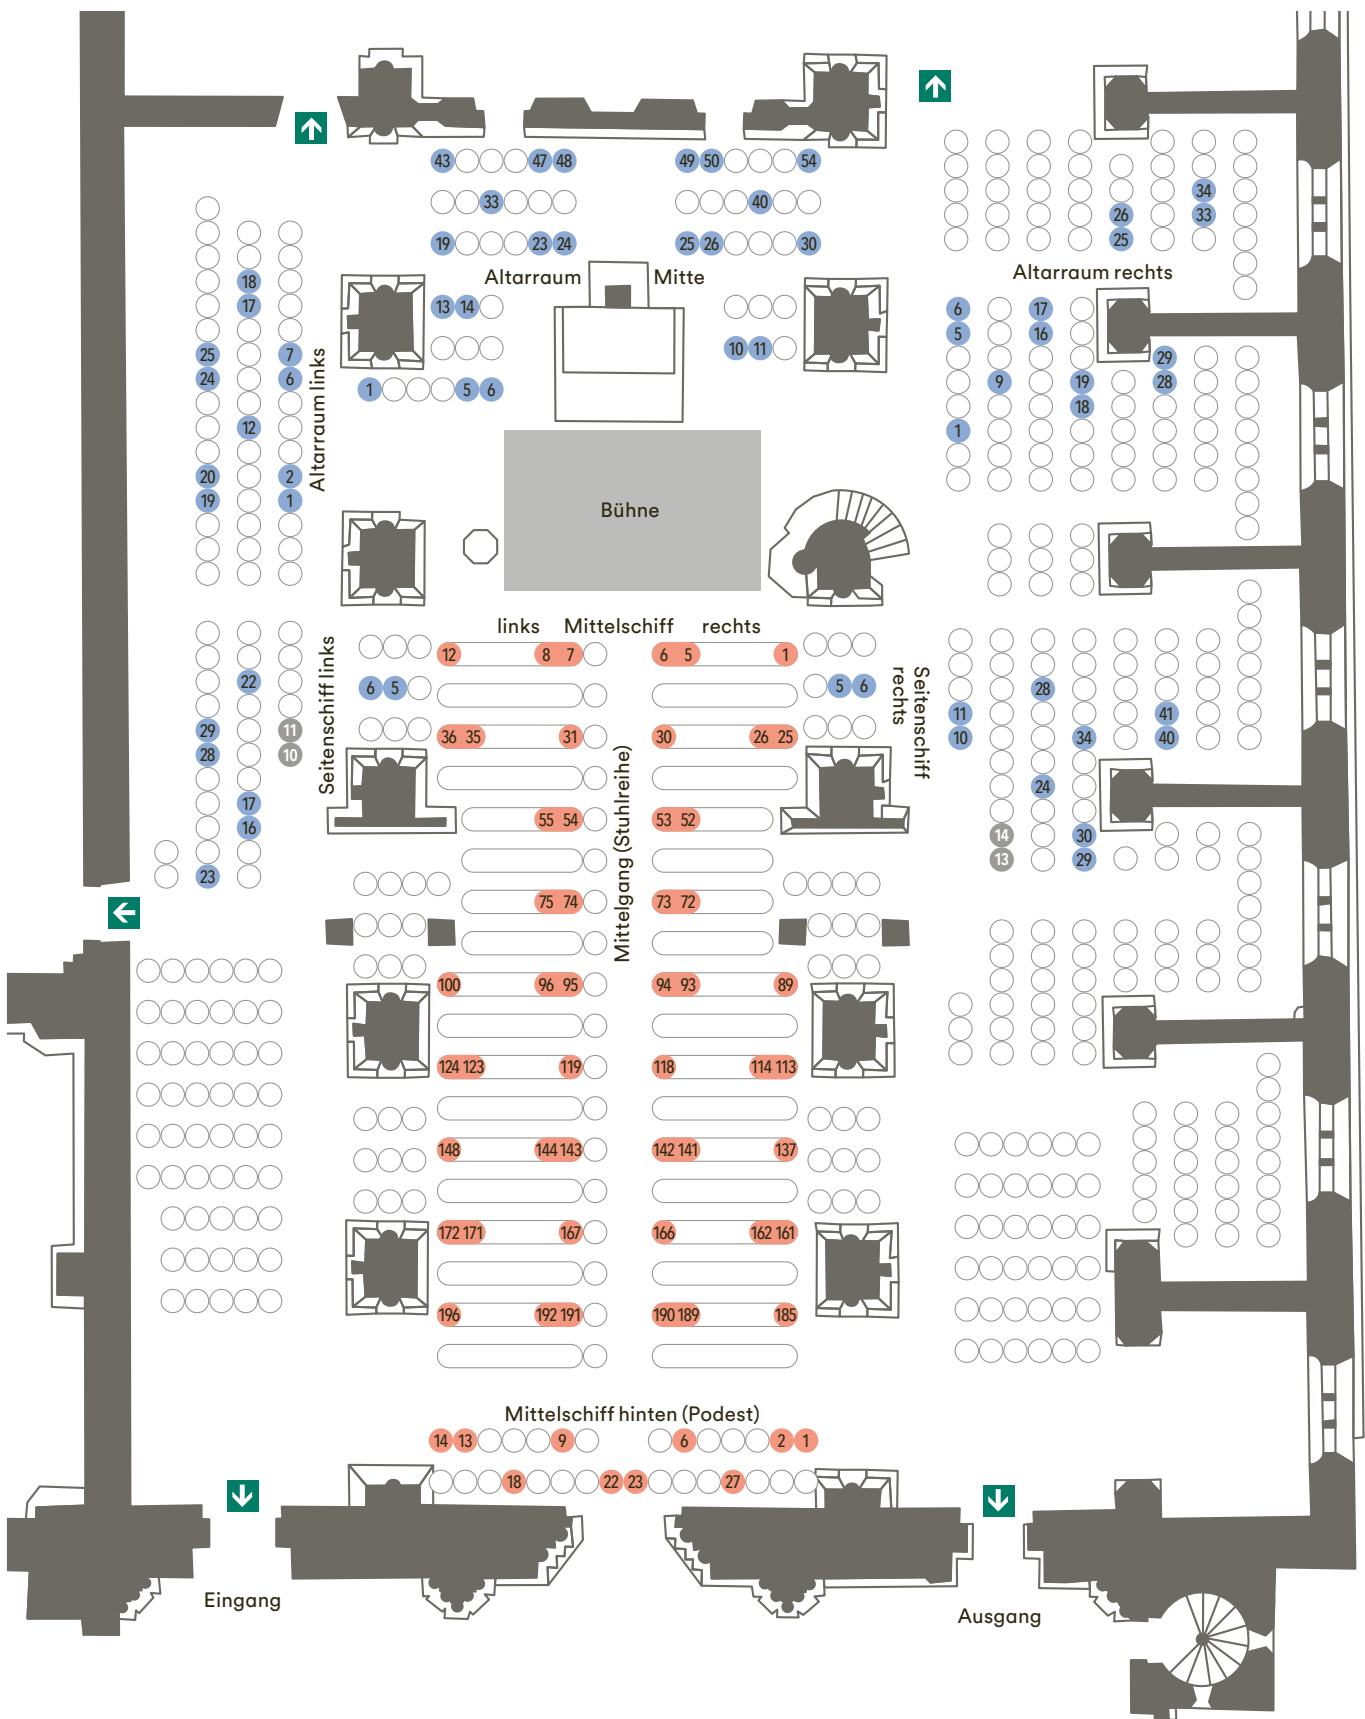 43 47 48 49 50 54
34
33 40 26 33
19 23 24 25 26 30 25
Altarraum Mitte Altarraum rechts
18
17 13 14 6 17
5 16
25 7 10 11 29
24 6 1 5 6 9 19 28
18
12 1
Altarraum links
20 2
19 1
Bühne
links Mittelschiff rechts
12 8 7 6 5 1
22 6 5 5 6 28
Seitenschiff links
Seitenschiff
rechts
11 41
29 11 36 35 31 30 26 25 10 34 40
28 10
Mittelgang (Stuhlreihe)
24
17
16 55 54 53 52 14 30
13 29
23
75 74 73 72
100 96 95 94 93 89
124 123 119 118 114 113
148 144 143 142 141 137
172 171 167 166 162 161
196 192 191 190 189 185
Mittelschiff hinten (Podest)
14 13 9 6 2 1
18 22 23 27
Eingang
Ausgang